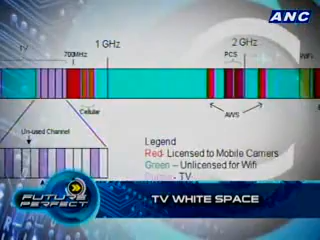 ANC
TV
700MHz
1 GHz
2 GHz
PCS
WiFi
Cellular
AWS
Un-used Channel
Legend
Red- Licensed to Mobile Carriers
Green – Unlicensed for Wifi
- TV
FUTURE
PERFECT
TV WHITE SPACE